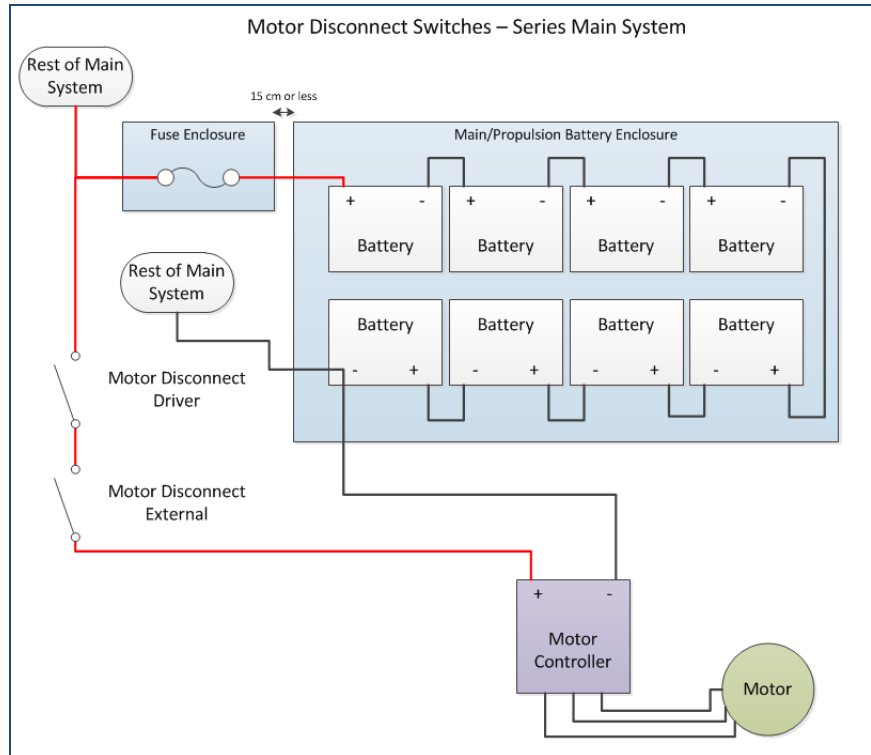 Motor Disconnect Switches – Series Main System
Rest of Main
System
15 cm or less
Fuse Enclosure
Main/Propulsion Battery Enclosure
+ - + - + - + -
Battery Battery Battery Battery
Rest of Main
System
Battery Battery Battery Battery
- + - + - + - +
Motor Disconnect
Driver
Motor Disconnect
External
+ -
Motor
Controller
Motor